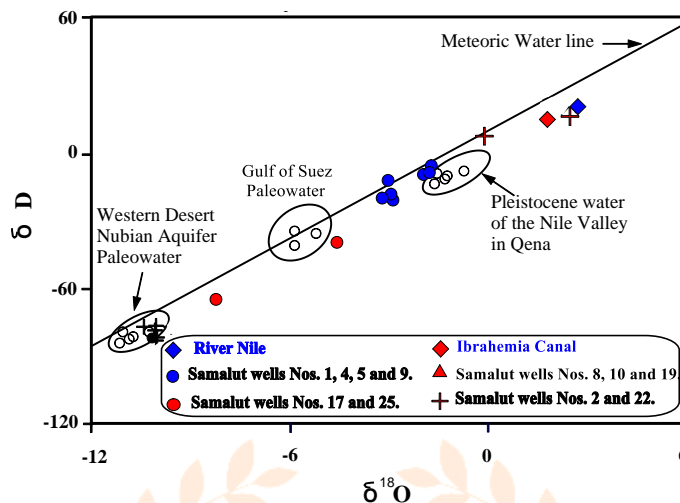 60
Meteoric Water line
0
Gulf of Suez
Paleowater
Western Desert
Nubian Aquifer
Paleowater
Pleistocene water
of the Nile Valley
in Qena
δ D
-60
River Nile
Ibrahemia Canal
Samalut wells Nos. 1, 4, 5 and 9.
Samalut wells Nos. 8, 10 and 19.
Samalut wells Nos. 17 and 25.
Samalut wells Nos. 2 and 22.
-120
-12
-6
0
δ 18O